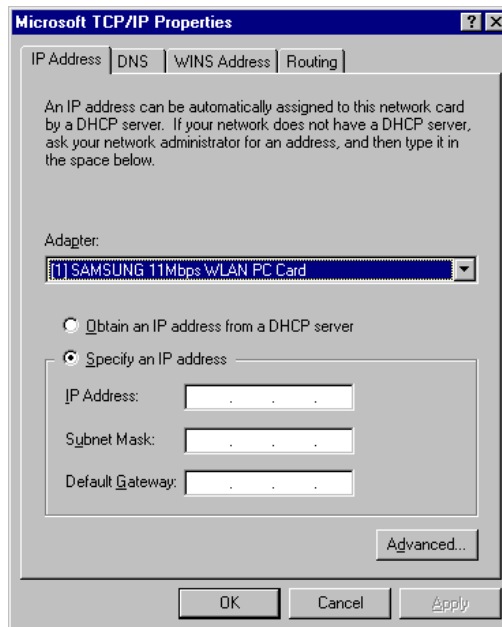 Microsoft TCP/IP Properties
IP Address DNS WINS Address Routing
An IP address can be automatically assigned to this network card
by a DHCP server. If your network does not have a DHCP server,
ask your network administrator for an address, and then type it in
the space below.
Adapter:
[1] SAMSUNG 11Mbps WLAN PC Card
Obtain an IP address from a DHCP server
Specify an IP address
IP Address: . . .
Subnet Mask: . . .
Default Gateway: . . .
Advanced...
OK Cancel Apply